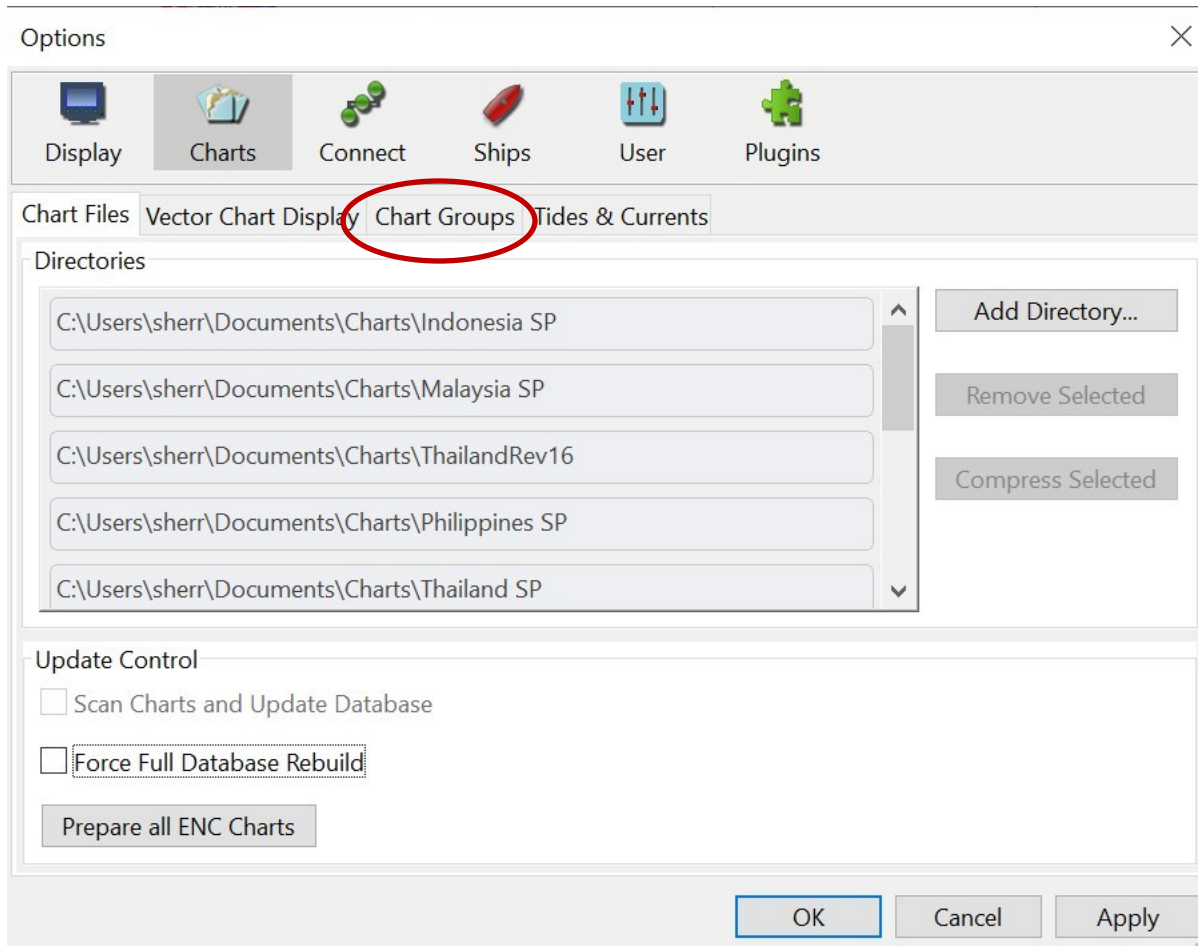 Options
Display Charts Connect Ships User Plugins
Chart Files Vector Chart Display Chart Groups Tides & Currents
Directories
C:\Users\sherr\Documents\Charts\Indonesia SP
Add Directory...
C:\Users\sherr\Documents\Charts\Malaysia SP
Remove Selected
C:\Users\sherr\Documents\Charts\ThailandRev16
Compress Selected
C:\Users\sherr\Documents\Charts\Philippines SP
C:\Users\sherr\Documents\Charts\Thailand SP
Update Control
Scan Charts and Update Database
Force Full Database Rebuild
Prepare all ENC Charts
OK Cancel Apply